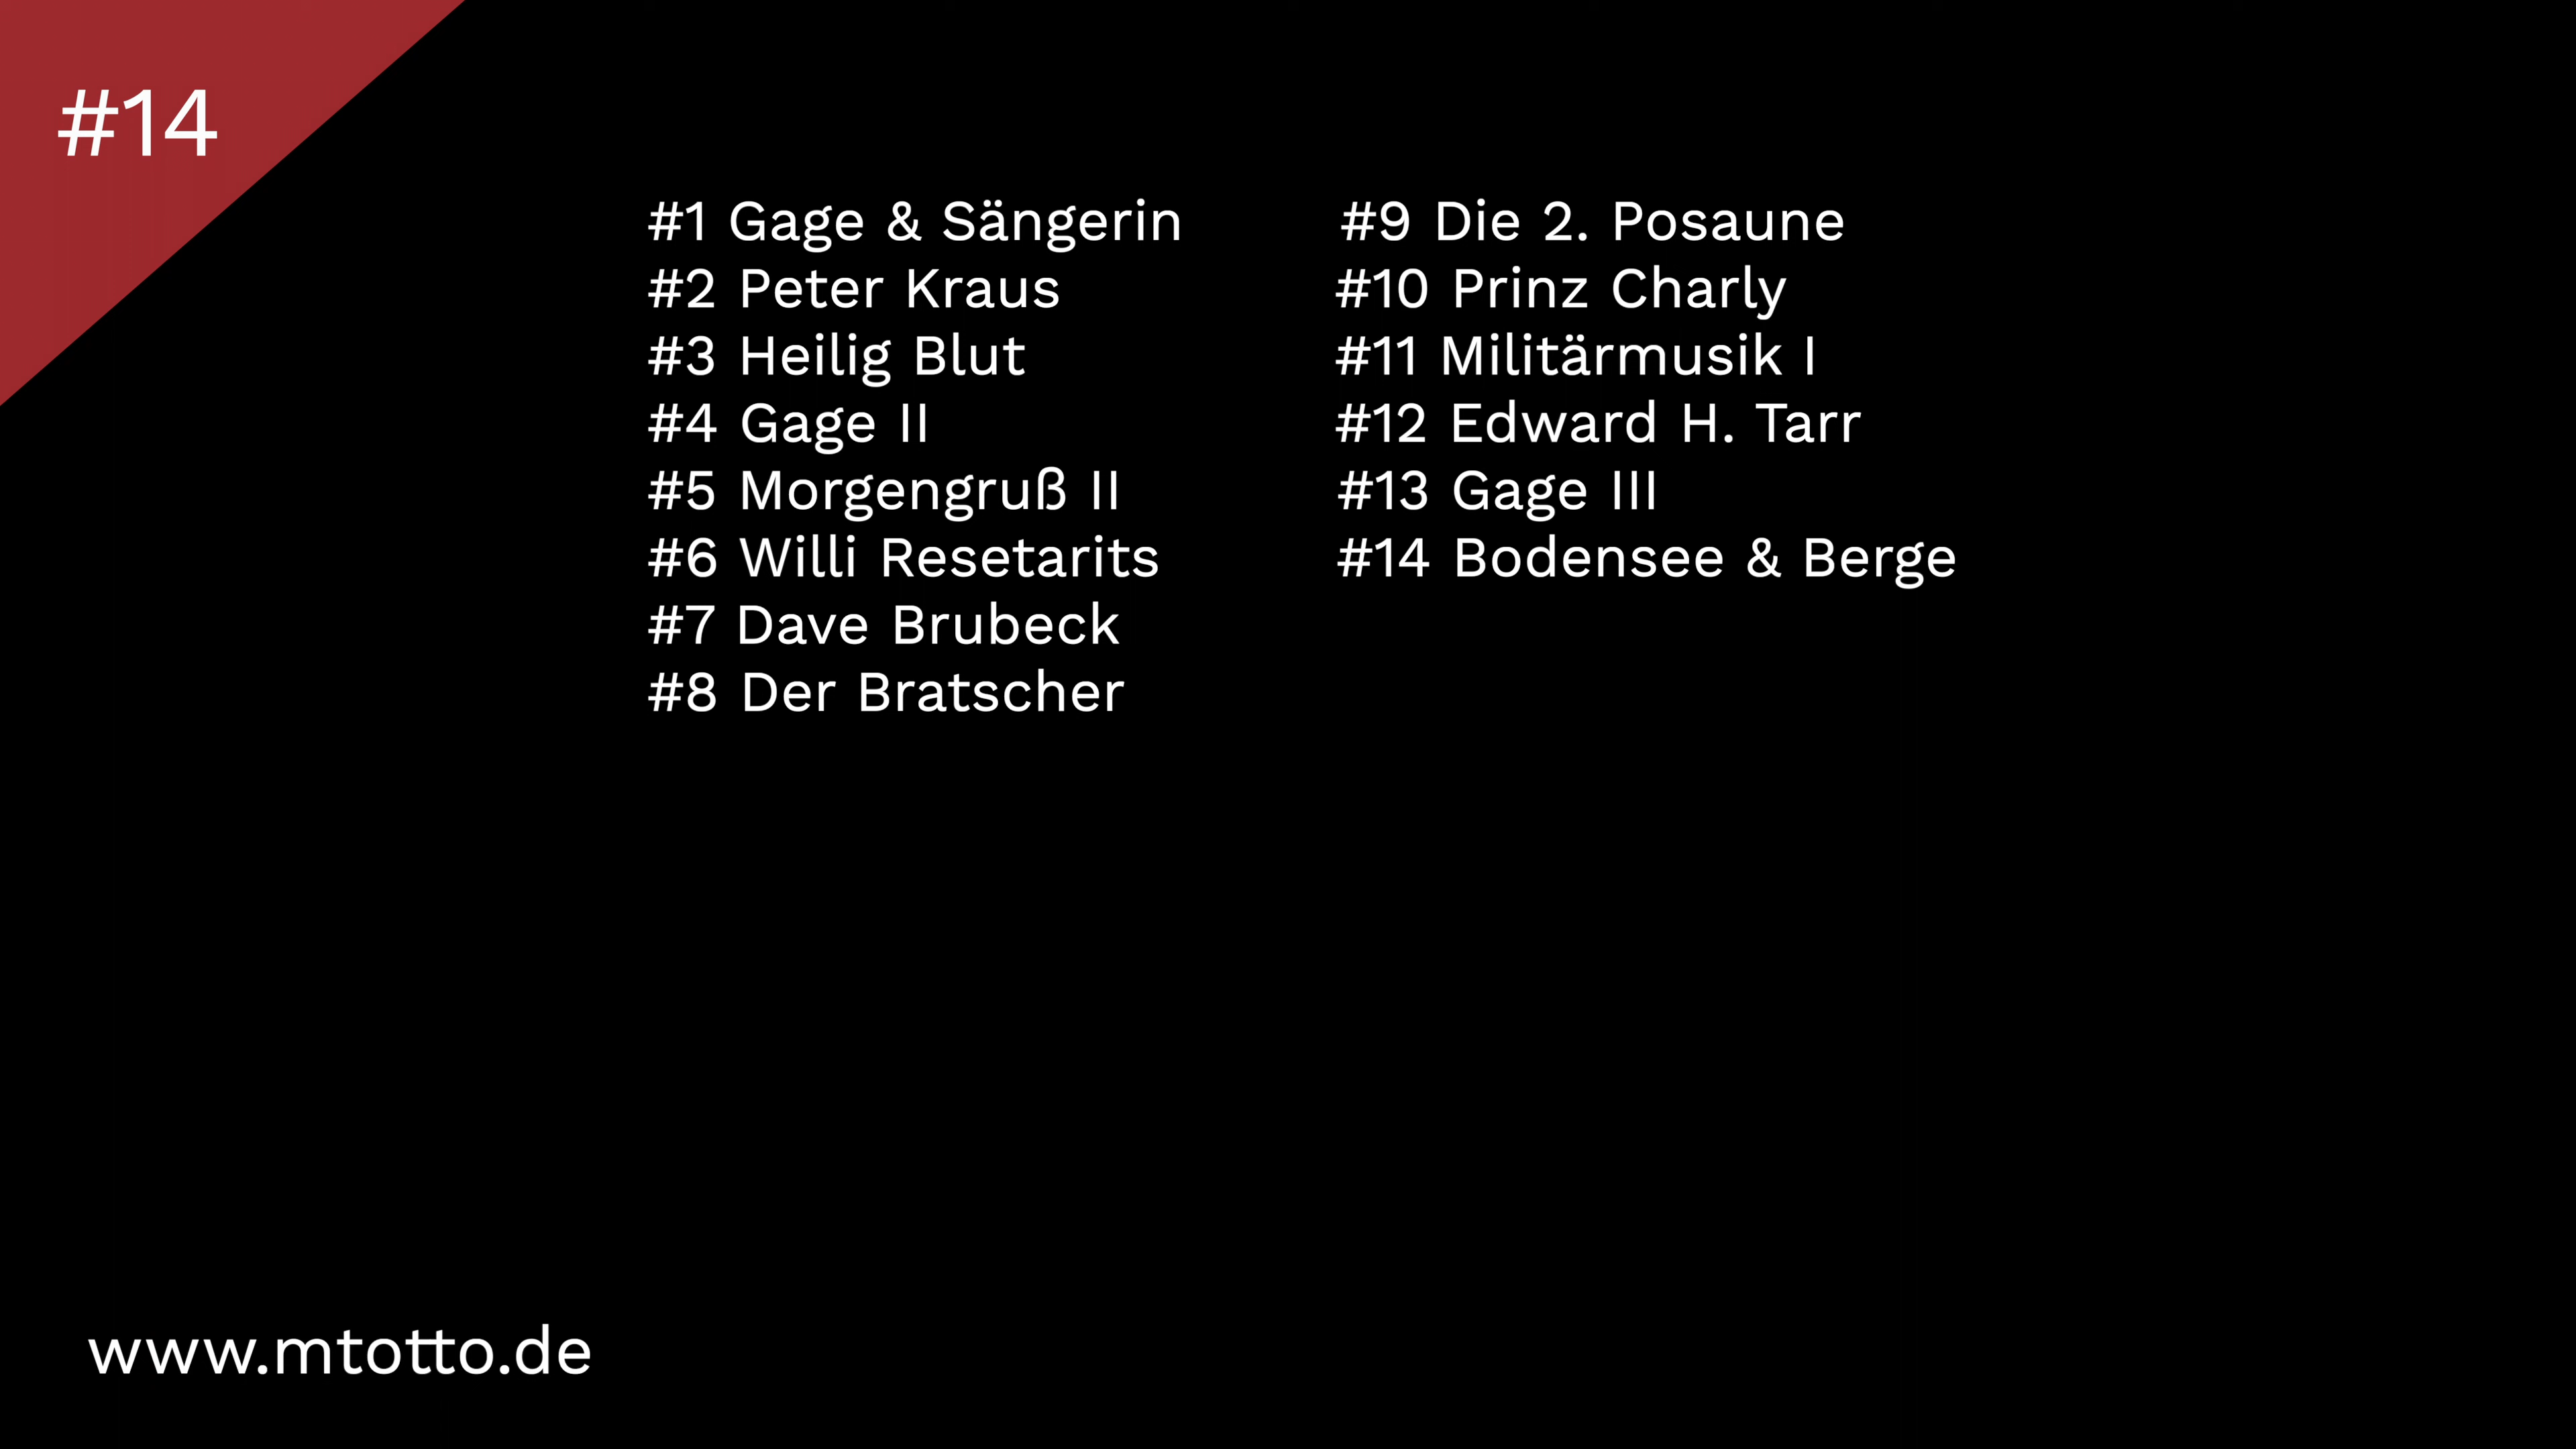 #14
#1 Gage & Sängerin
#2 Peter Kraus
#3 Heilig Blut
#4 Gage II
#5 Morgengruß II
#6 Willi Resetarits
#7 Dave Brubeck
#8 Der Bratscher
#9 Die 2. Posaune
#10 Prinz Charly
#11 Militärmusik I
#12 Edward H. Tarr
#13 Gage III
#14 Bodensee & Berge
www.mtotto.de